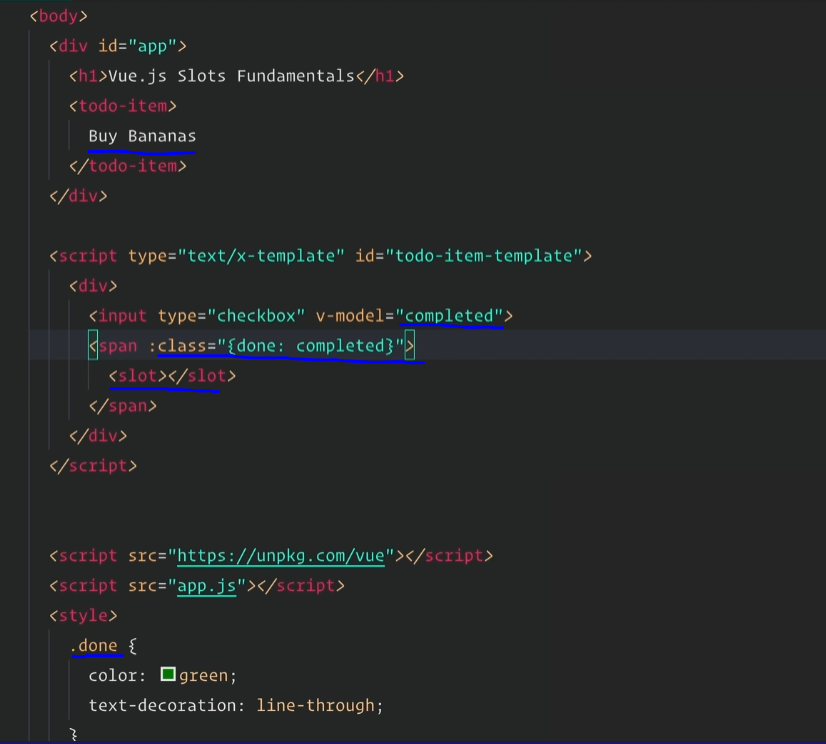 <body>
<div id="app">
<h1>Vue.js Slots Fundamentals</h1>
<todo-item>
Buy Bananas
</todo-item>
</div>
<script type="text/x-template" id="todo-item-template">
<div>
<input type="checkbox" v-model="completed">
<span :class="{done: completed}">
<slot></slot>
</span>
</div>
</script>
<script src="https://unpkg.com/vue"></script>
<script src="app.js"></script>
<style>
.done {
color: green;
text-decoration: line-through;
}